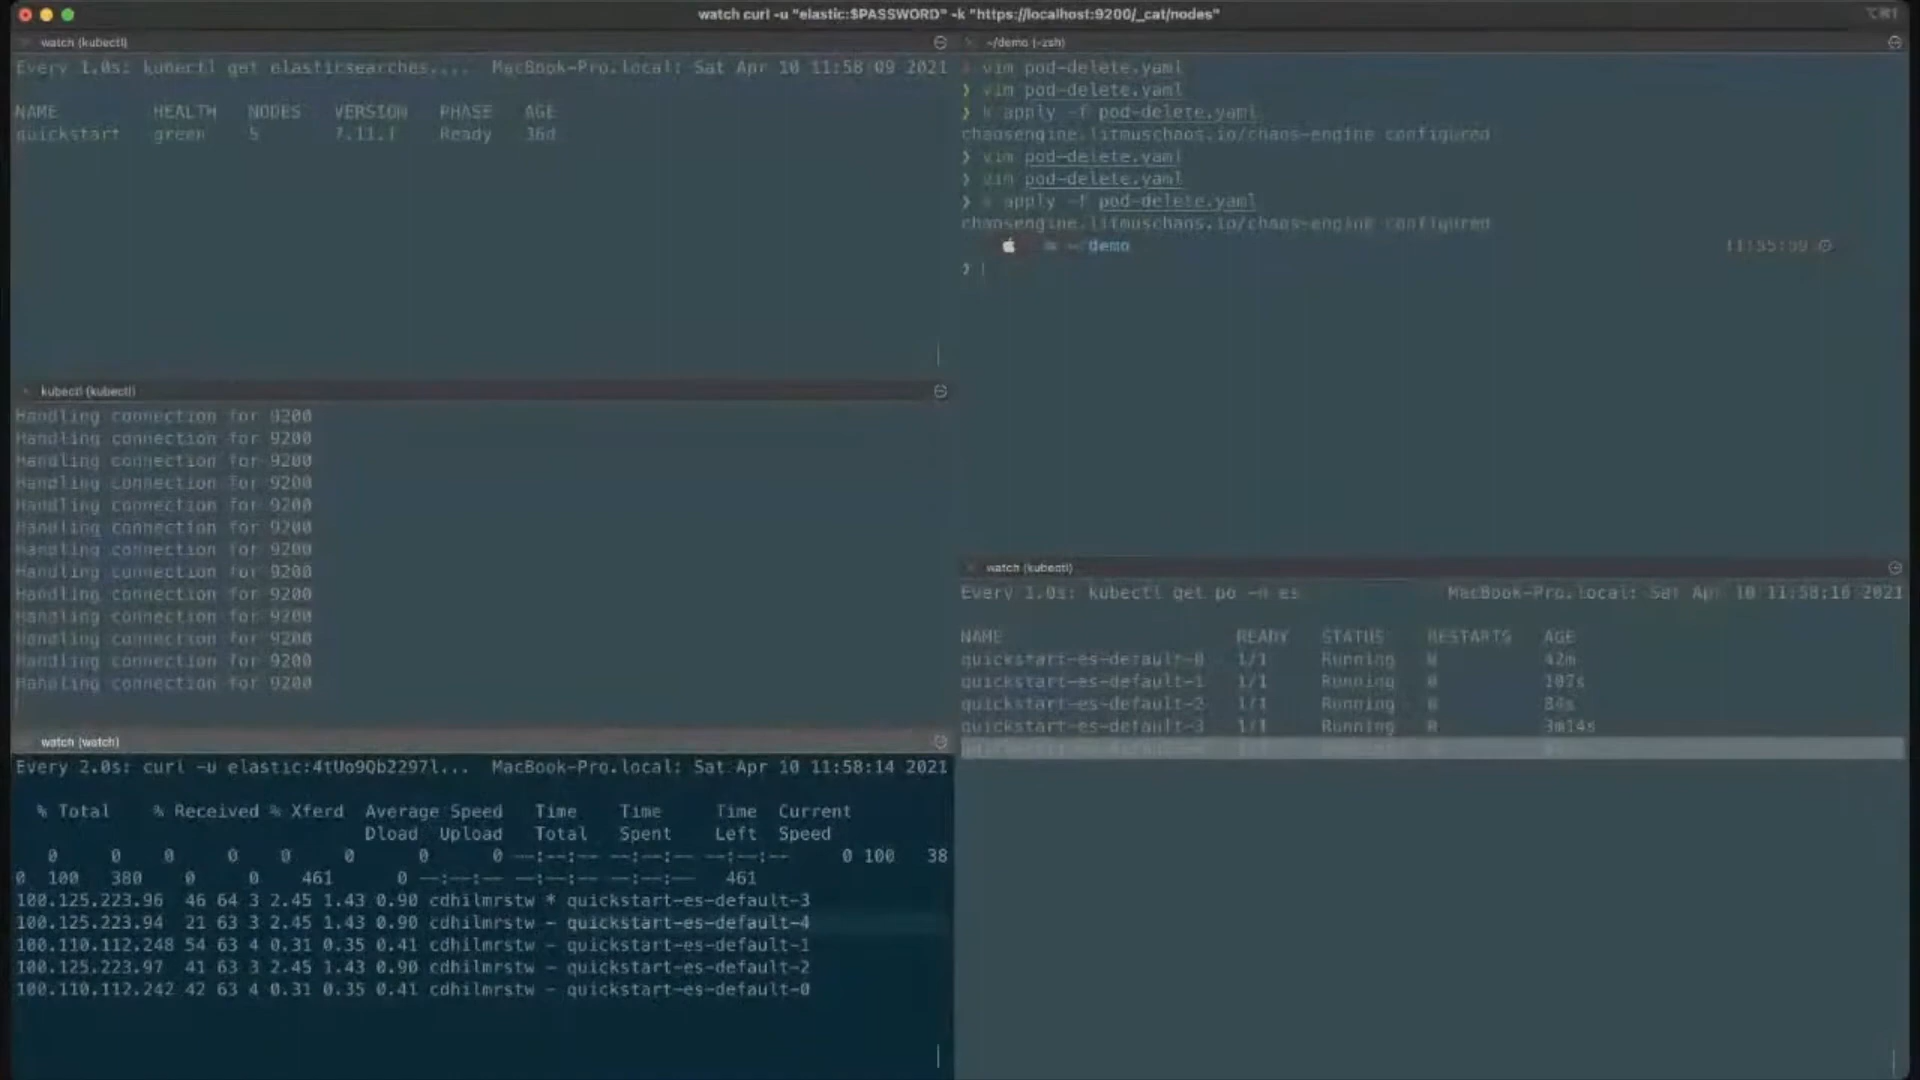 watch curl -u "elastic:$PASSWORD" -k "https://localhost:9200/_cat/nodes"
watch (kubectl)
Every 1.0s: kubectl get elasticsearches.... MacBook-Pro.local: Sat Apr 10 11:58:09 2021
NAME HEALTH NODES VERSION PHASE AGE
quickstart green 5 7.11.1 Ready 36d
kubectl (kubectl)
Handling connection for 9200
Handling connection for 9200
Handling connection for 9200
Handling connection for 9200
Handling connection for 9200
Handling connection for 9200
Handling connection for 9200
Handling connection for 9200
Handling connection for 9200
Handling connection for 9200
Handling connection for 9200
Handling connection for 9200
Handling connection for 9200
watch (watch)
Every 2.0s: curl -u elastic:4tUo9Qb2297l... MacBook-Pro.local: Sat Apr 10 11:58:14 2021
% Total % Received % Xferd Average Speed Time Time Time Current
Dload Upload Total Spent Left Speed
0 0 0 0 0 0 0 0 --:--:-- --:--:-- --:--:-- 0 100 38
0 100 380 0 0 461 0 --:--:-- --:--:-- --:--:-- 461
100.125.223.96 46 64 3 2.45 1.43 0.90 cdhilmrstw * quickstart-es-default-3
100.125.223.94 21 63 3 2.45 1.43 0.90 cdhilmrstw - quickstart-es-default-4
100.110.112.248 54 63 4 0.31 0.35 0.41 cdhilmrstw - quickstart-es-default-1
100.125.223.97 41 63 3 2.45 1.43 0.90 cdhilmrstw - quickstart-es-default-2
100.110.112.242 42 63 4 0.31 0.35 0.41 cdhilmrstw - quickstart-es-default-0
~/demo (-zsh)
❯ vim pod-delete.yaml
❯ vim pod-delete.yaml
❯ k apply -f pod-delete.yaml
chaosengine.litmuschaos.io/chaos-engine configured
❯ vim pod-delete.yaml
❯ vim pod-delete.yaml
❯ k apply -f pod-delete.yaml
chaosengine.litmuschaos.io/chaos-engine configured
demo
❯
watch (kubectl)
Every 1.0s: kubectl get po -n es MacBook-Pro.local: Sat Apr 10 11:58:16 2021
NAME READY STATUS RESTARTS AGE
quickstart-es-default-0 1/1 Running 0 42m
quickstart-es-default-1 1/1 Running 0 107s
quickstart-es-default-2 1/1 Running 0 84s
quickstart-es-default-3 1/1 Running 0 3m14s